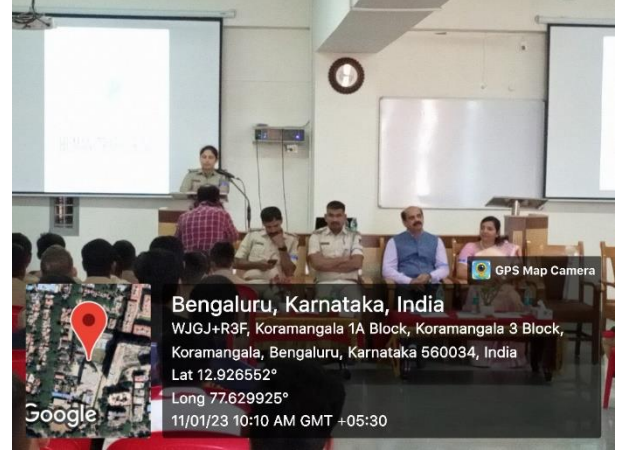 GPS Map Camera
Bengaluru, Karnataka, India
WJGJ+R3F, Koramangala 1A Block, Koramangala 3 Block,
Koramangala, Bengaluru, Karnataka 560034, India
Lat 12.926552°
Long 77.629925°
11/01/23 10:10 AM GMT +05:30
Google